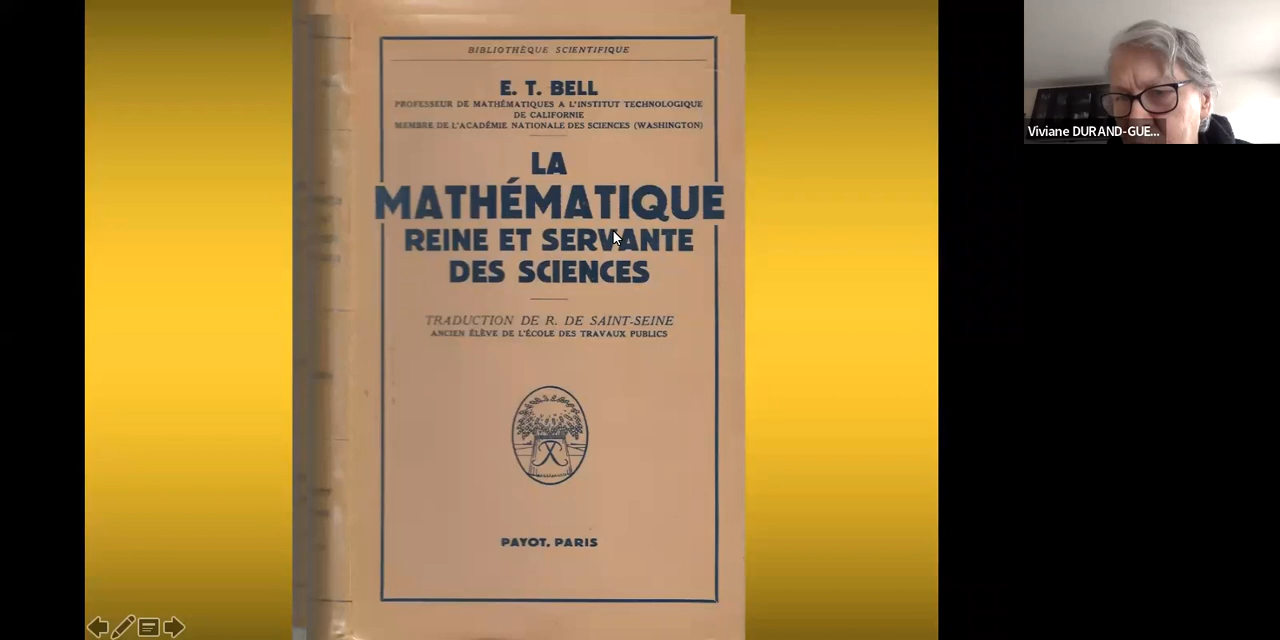 BIBLIOTHÈQUE SCIENTIFIQUE
E. T. BELL
PROFESSEUR DE MATHÉMATIQUES A L'INSTITUT TECHNOLOGIQUE
DE CALIFORNIE
MEMBRE DE L'ACADÉMIE NATIONALE DES SCIENCES (WASHINGTON)
LA
MATHÉMATIQUE
REINE ET SERVANTE
DES SCIENCES
TRADUCTION DE R. DE SAINT-SEINE
ANCIEN ÉLÈVE DE L'ÉCOLE DES TRAVAUX PUBLICS
PAYOT, PARIS
Viviane DURAND-GUE...